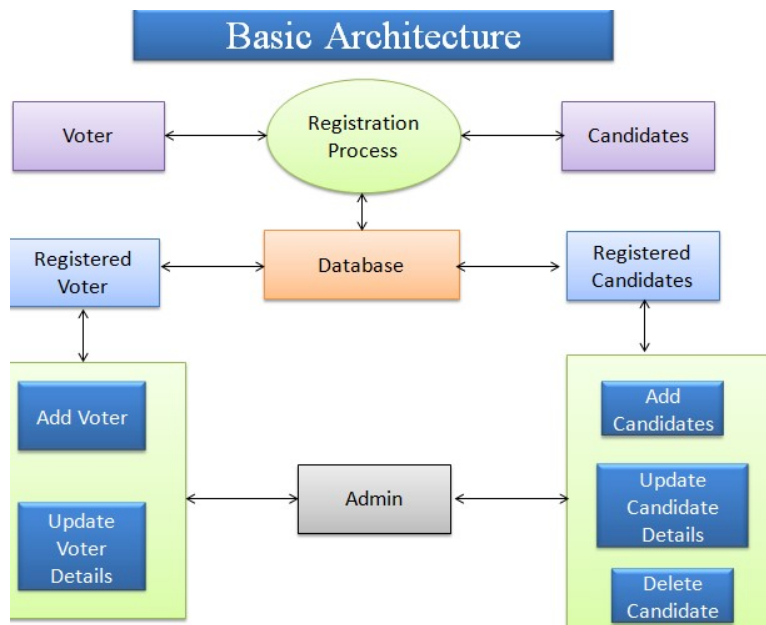 Basic Architecture
Voter
Registration
Process
Candidates
Registered
Voter
Database
Registered
Candidates
Add Voter
Update
Voter
Details
Admin
Add
Candidates
Update
Candidate
Details
Delete
Candidate